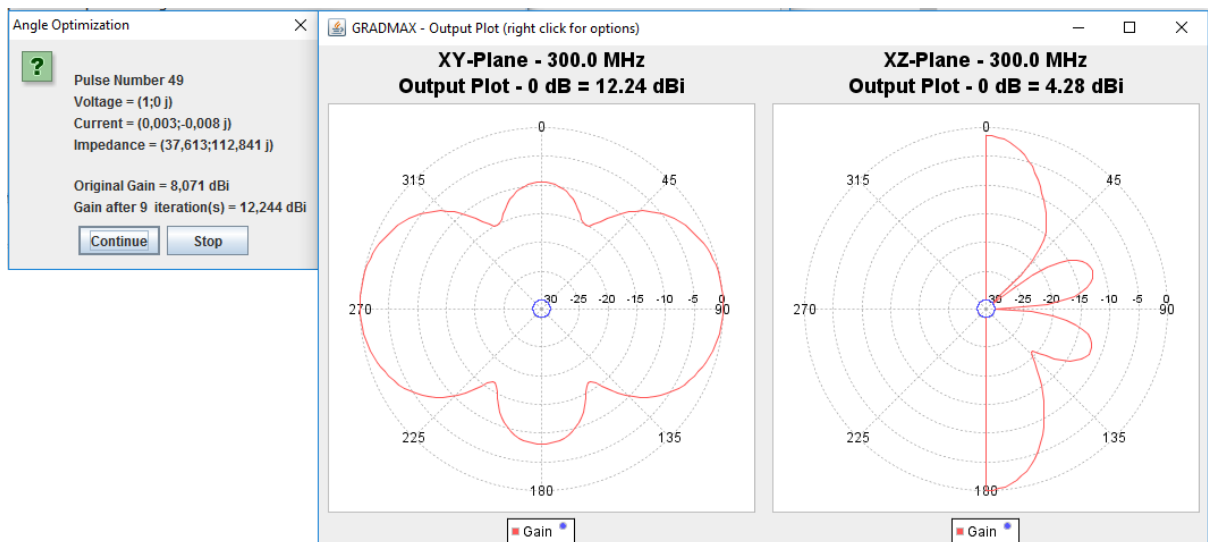 Angle Optimization
?
Pulse Number 49
Voltage = (1;0 j)
Current = (0,003;-0,008 j)
Impedance = (37,613;112,841 j)
Original Gain = 8,071 dBi
Gain after 9 iteration(s) = 12,244 dBi
Continue Stop
GRADMAX - Output Plot (right click for options)
XY-Plane - 300.0 MHz
Output Plot - 0 dB = 12.24 dBi
0
315 45
270 30 -25 -20 -15 -10 -5 0 90
225 135
180
Gain
XZ-Plane - 300.0 MHz
Output Plot - 0 dB = 4.28 dBi
0
315 45
270 30 -25 -20 -15 -10 -5 0 90
225 135
180
Gain